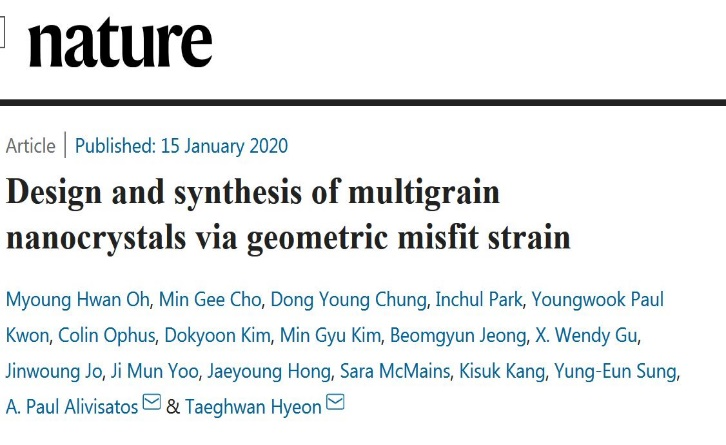 nature
Article | Published: 15 January 2020
Design and synthesis of multigrain
nanocrystals via geometric misfit strain
Myoung Hwan Oh, Min Gee Cho, Dong Young Chung, Inchul Park, Youngwook Paul
Kwon, Colin Ophus, Dokyoon Kim, Min Gyu Kim, Beomgyun Jeong, X. Wendy Gu,
Jinwoung Jo, Ji Mun Yoo, Jaeyoung Hong, Sara McMains, Kisuk Kang, Yung-Eun Sung,
A. Paul Alivisatos & Taeghwan Hyeon